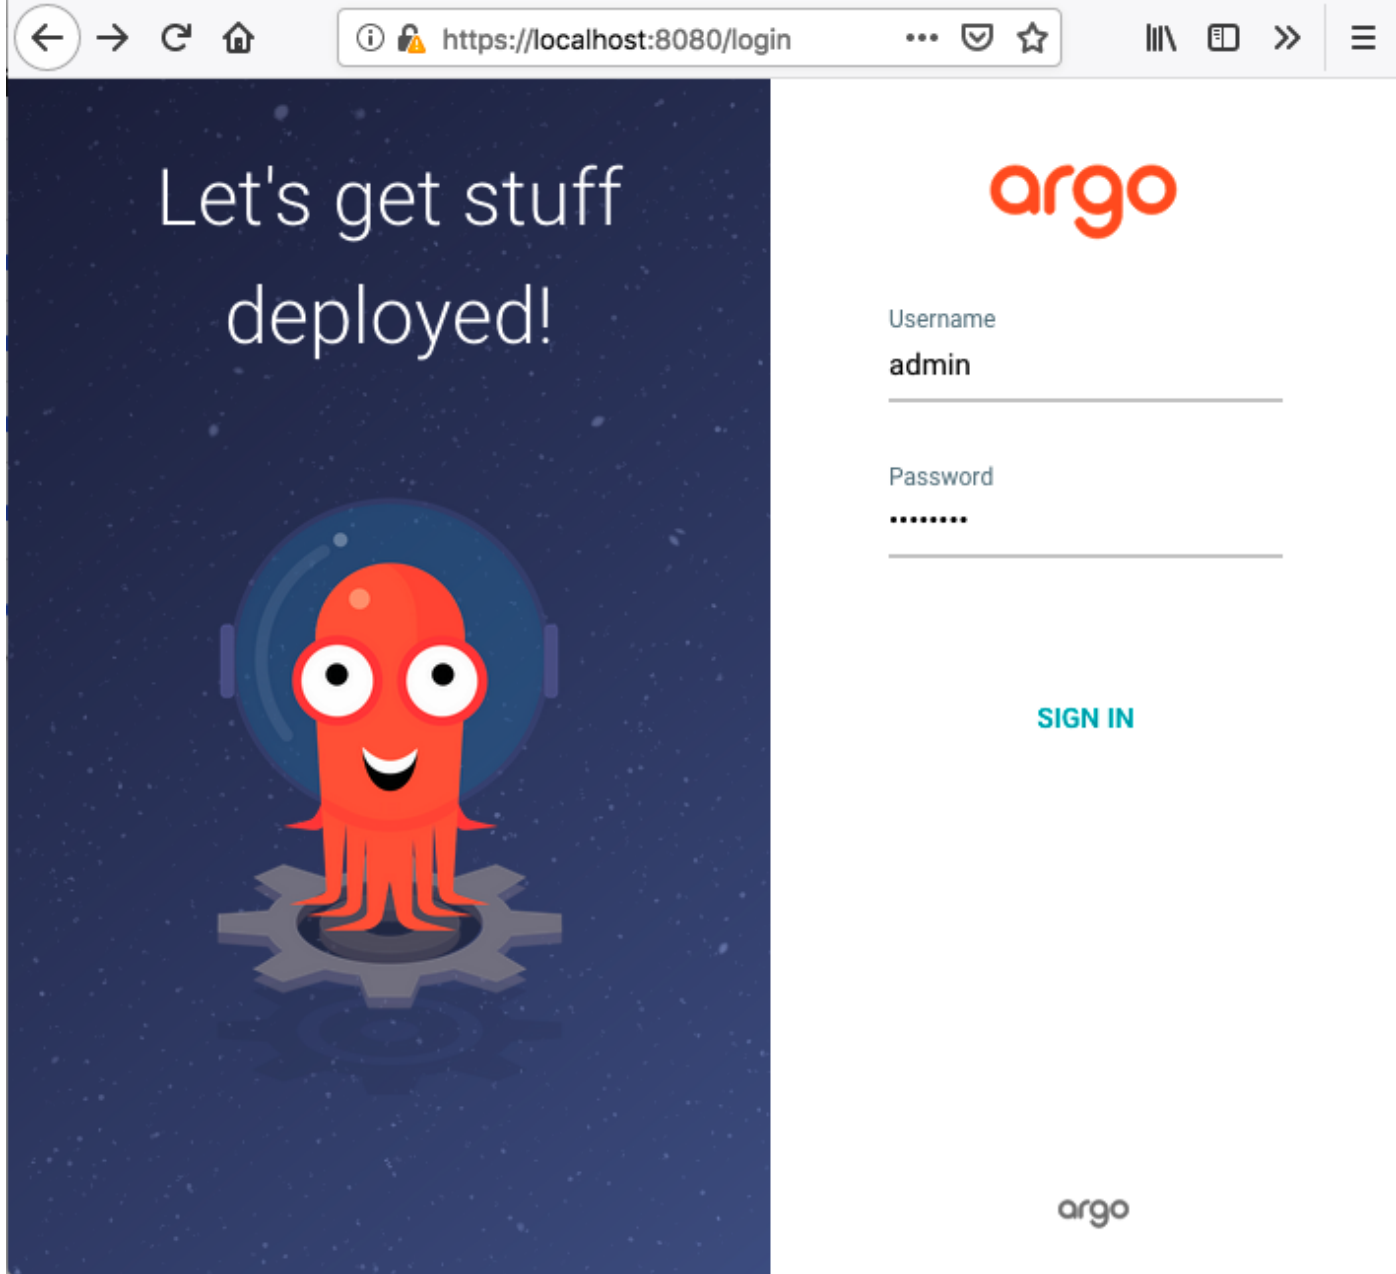 https://localhost:8080/login
Let's get stuff
deployed!
argo
Username
admin
Password
••••••••
SIGN IN
argo